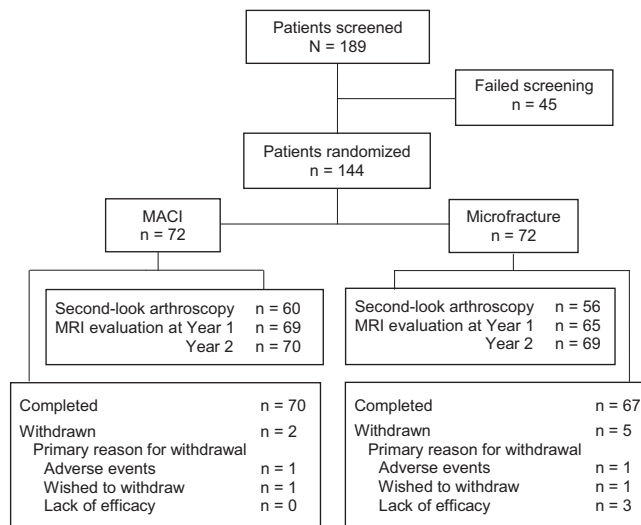 Patients screened
N = 189
Failed screening
n = 45
Patients randomized
n = 144
MACI
n = 72
Microfracture
n = 72
Second-look arthroscopy n = 60
MRI evaluation at Year 1 n = 69
Year 2 n = 70
Second-look arthroscopy n = 56
MRI evaluation at Year 1 n = 65
Year 2 n = 69
Completed n = 70
Withdrawn n = 2
Primary reason for withdrawal
Adverse events n = 1
Wished to withdraw n = 1
Lack of efficacy n = 0
Completed n = 67
Withdrawn n = 5
Primary reason for withdrawal
Adverse events n = 1
Wished to withdraw n = 1
Lack of efficacy n = 3